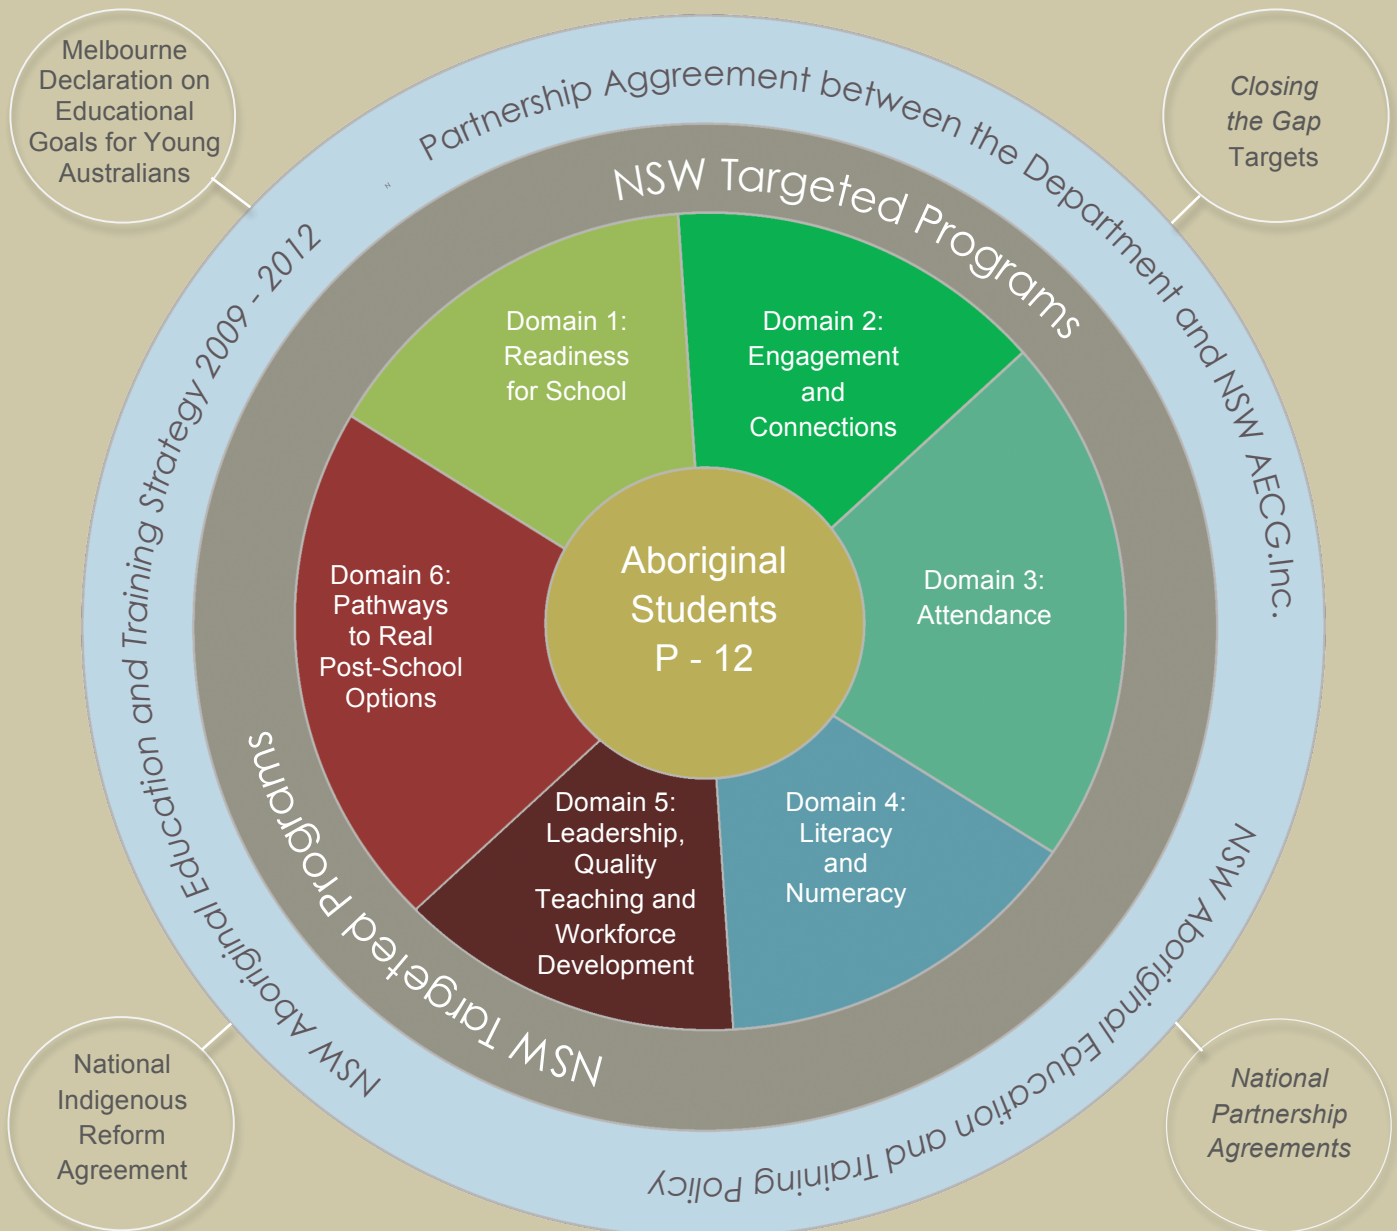 Melbourne
Declaration on
Educational
Goals for Young
Australians
Closing
the Gap
Targets
Partnership Aggreement between the Department and NSW AECG.Inc.
NSW Aboriginal Education and Training Policy
NSW Aboriginal Education and Training Strategy 2009 - 2012
N
NSW Targeted Programs
Domain 1:
Readiness
for School
Domain 2:
Engagement
and
Connections
Domain 3:
Attendance
Domain 4:
Literacy
and
Numeracy
Domain 5:
Leadership,
Quality
Teaching and
Workforce
Development
Domain 6:
Pathways
to Real
Post-School
Options
Aboriginal
Students
P - 12
NSW Targeted Programs
National
Indigenous
Reform
Agreement
National
Partnership
Agreements